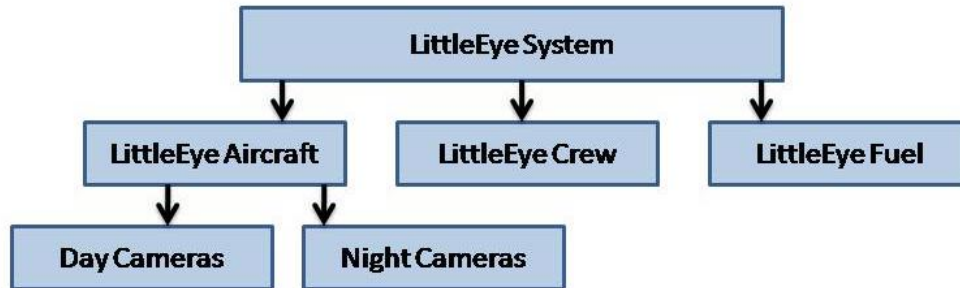 LittleEye System
LittleEye Aircraft
LittleEye Crew
LittleEye Fuel
Day Cameras
Night Cameras